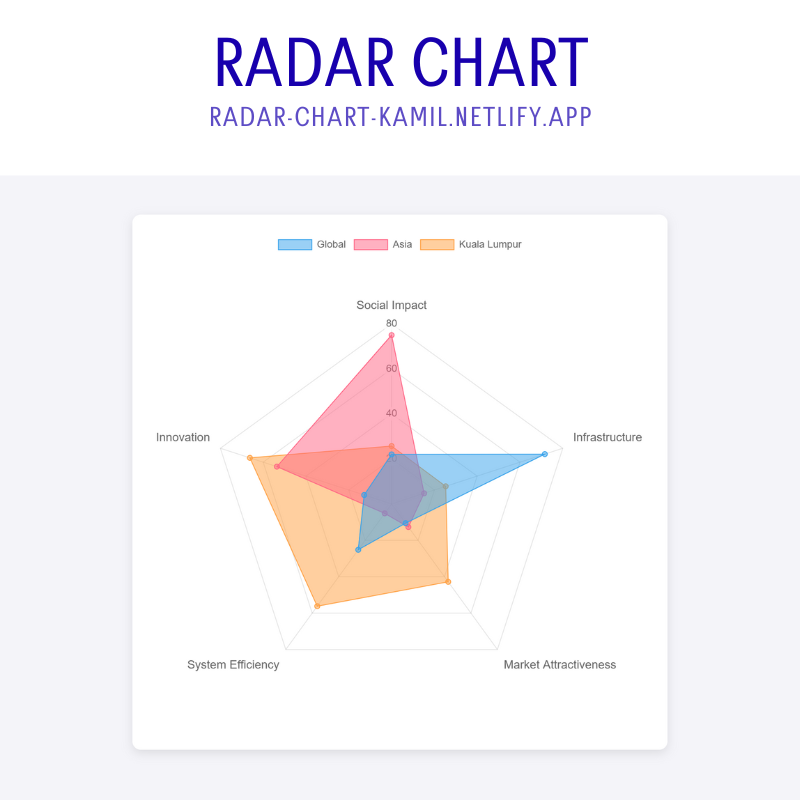 RADAR CHART
RADAR-CHART-KAMIL.NETLIFY.APP
Global Asia Kuala Lumpur
Social Impact
80
60
40
Innovation
Infrastructure
System Efficiency
Market Attractiveness